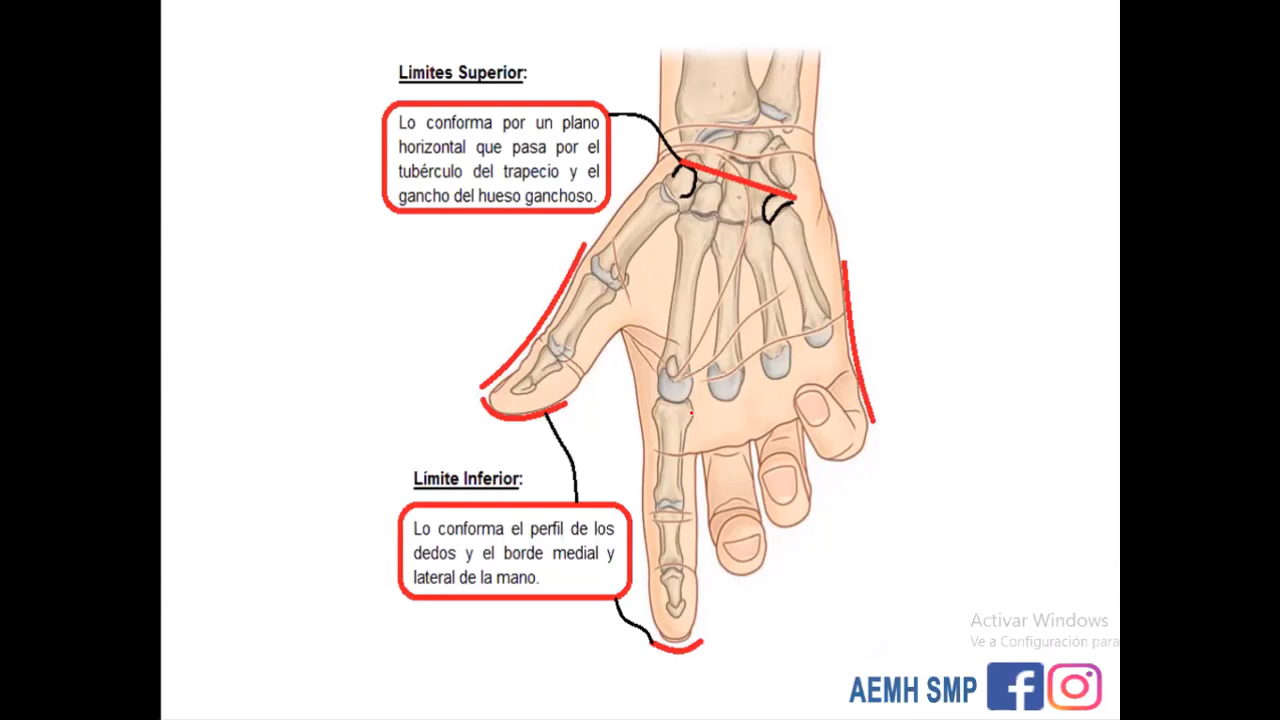 Limites Superior:
Lo conforma por un plano
horizontal que pasa por el
tubérculo del trapecio y el
gancho del hueso ganchoso.
Límite Inferior:
Lo conforma el perfil de los
dedos y el borde medial y
lateral de la mano.
Activar Windows
Ve a Configuración para
AEMH SMP